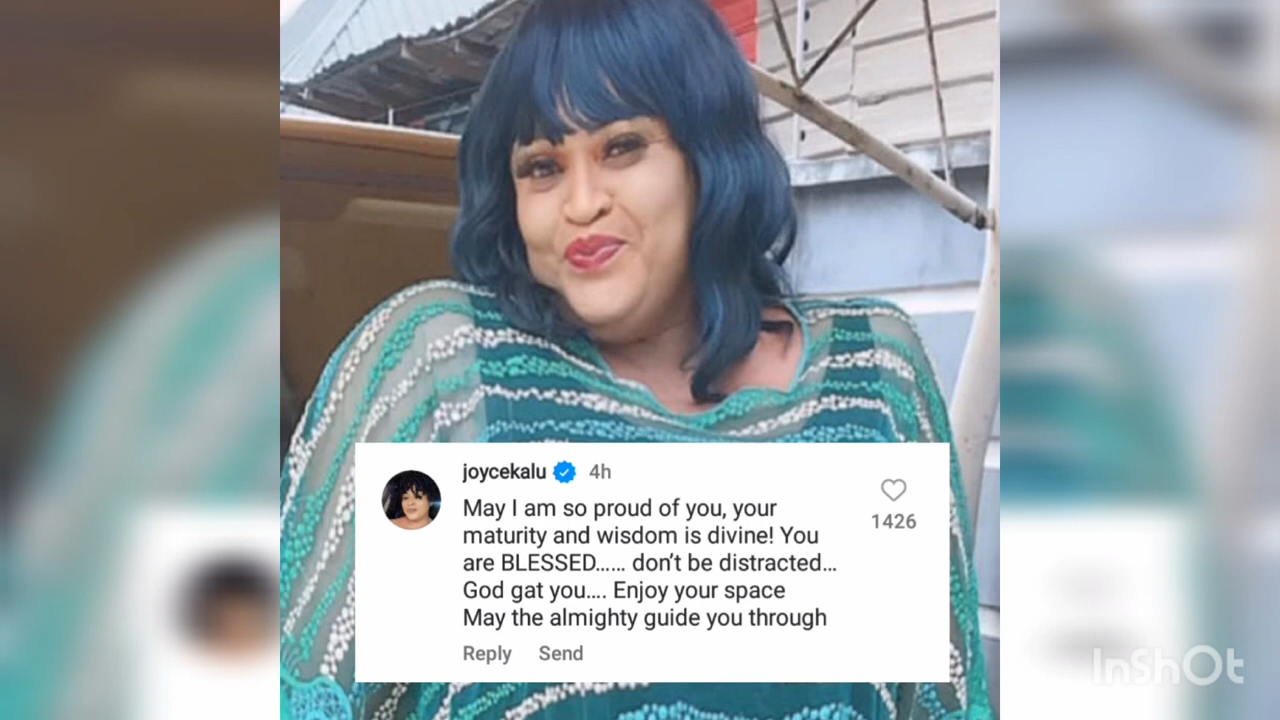 joycekalu 4h
May I am so proud of you, your
maturity and wisdom is divine! You
are BLESSED...... don’t be distracted...
God gat you.... Enjoy your space
May the almighty guide you through
1426
Reply Send
InShOt